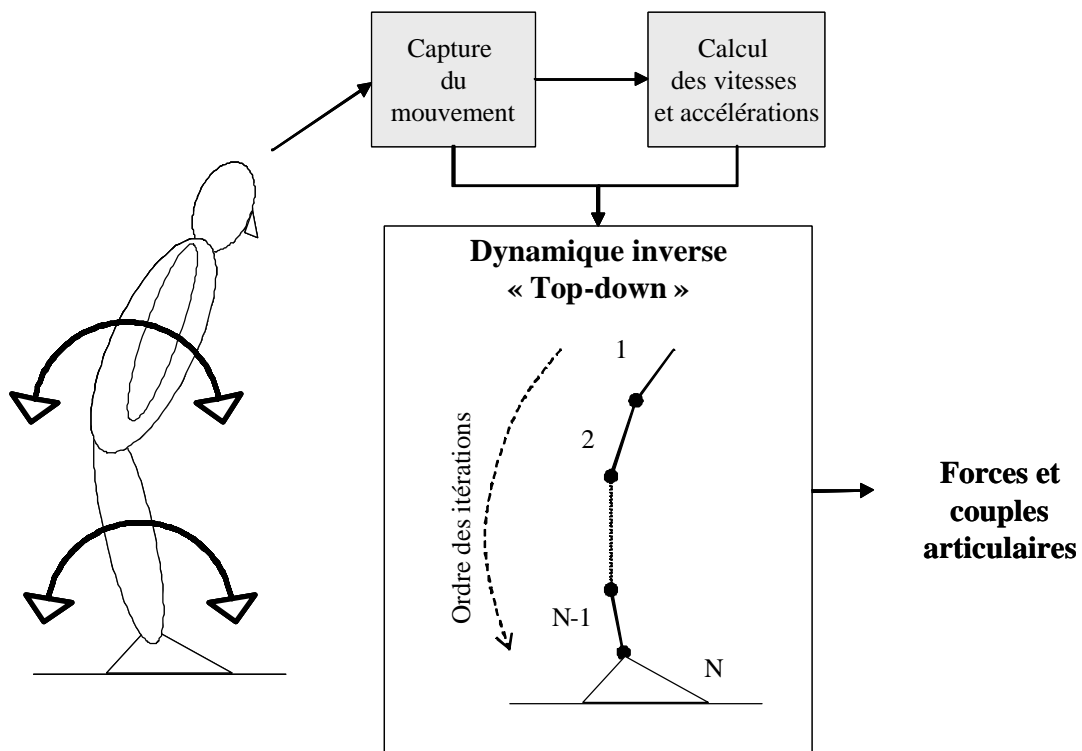 Capture
du
mouvement
Calcul
des vitesses
et accélérations
Dynamique inverse
« Top-down »
1
2
Ordre des itérations
N-1
N
Forces et
couples
articulaires